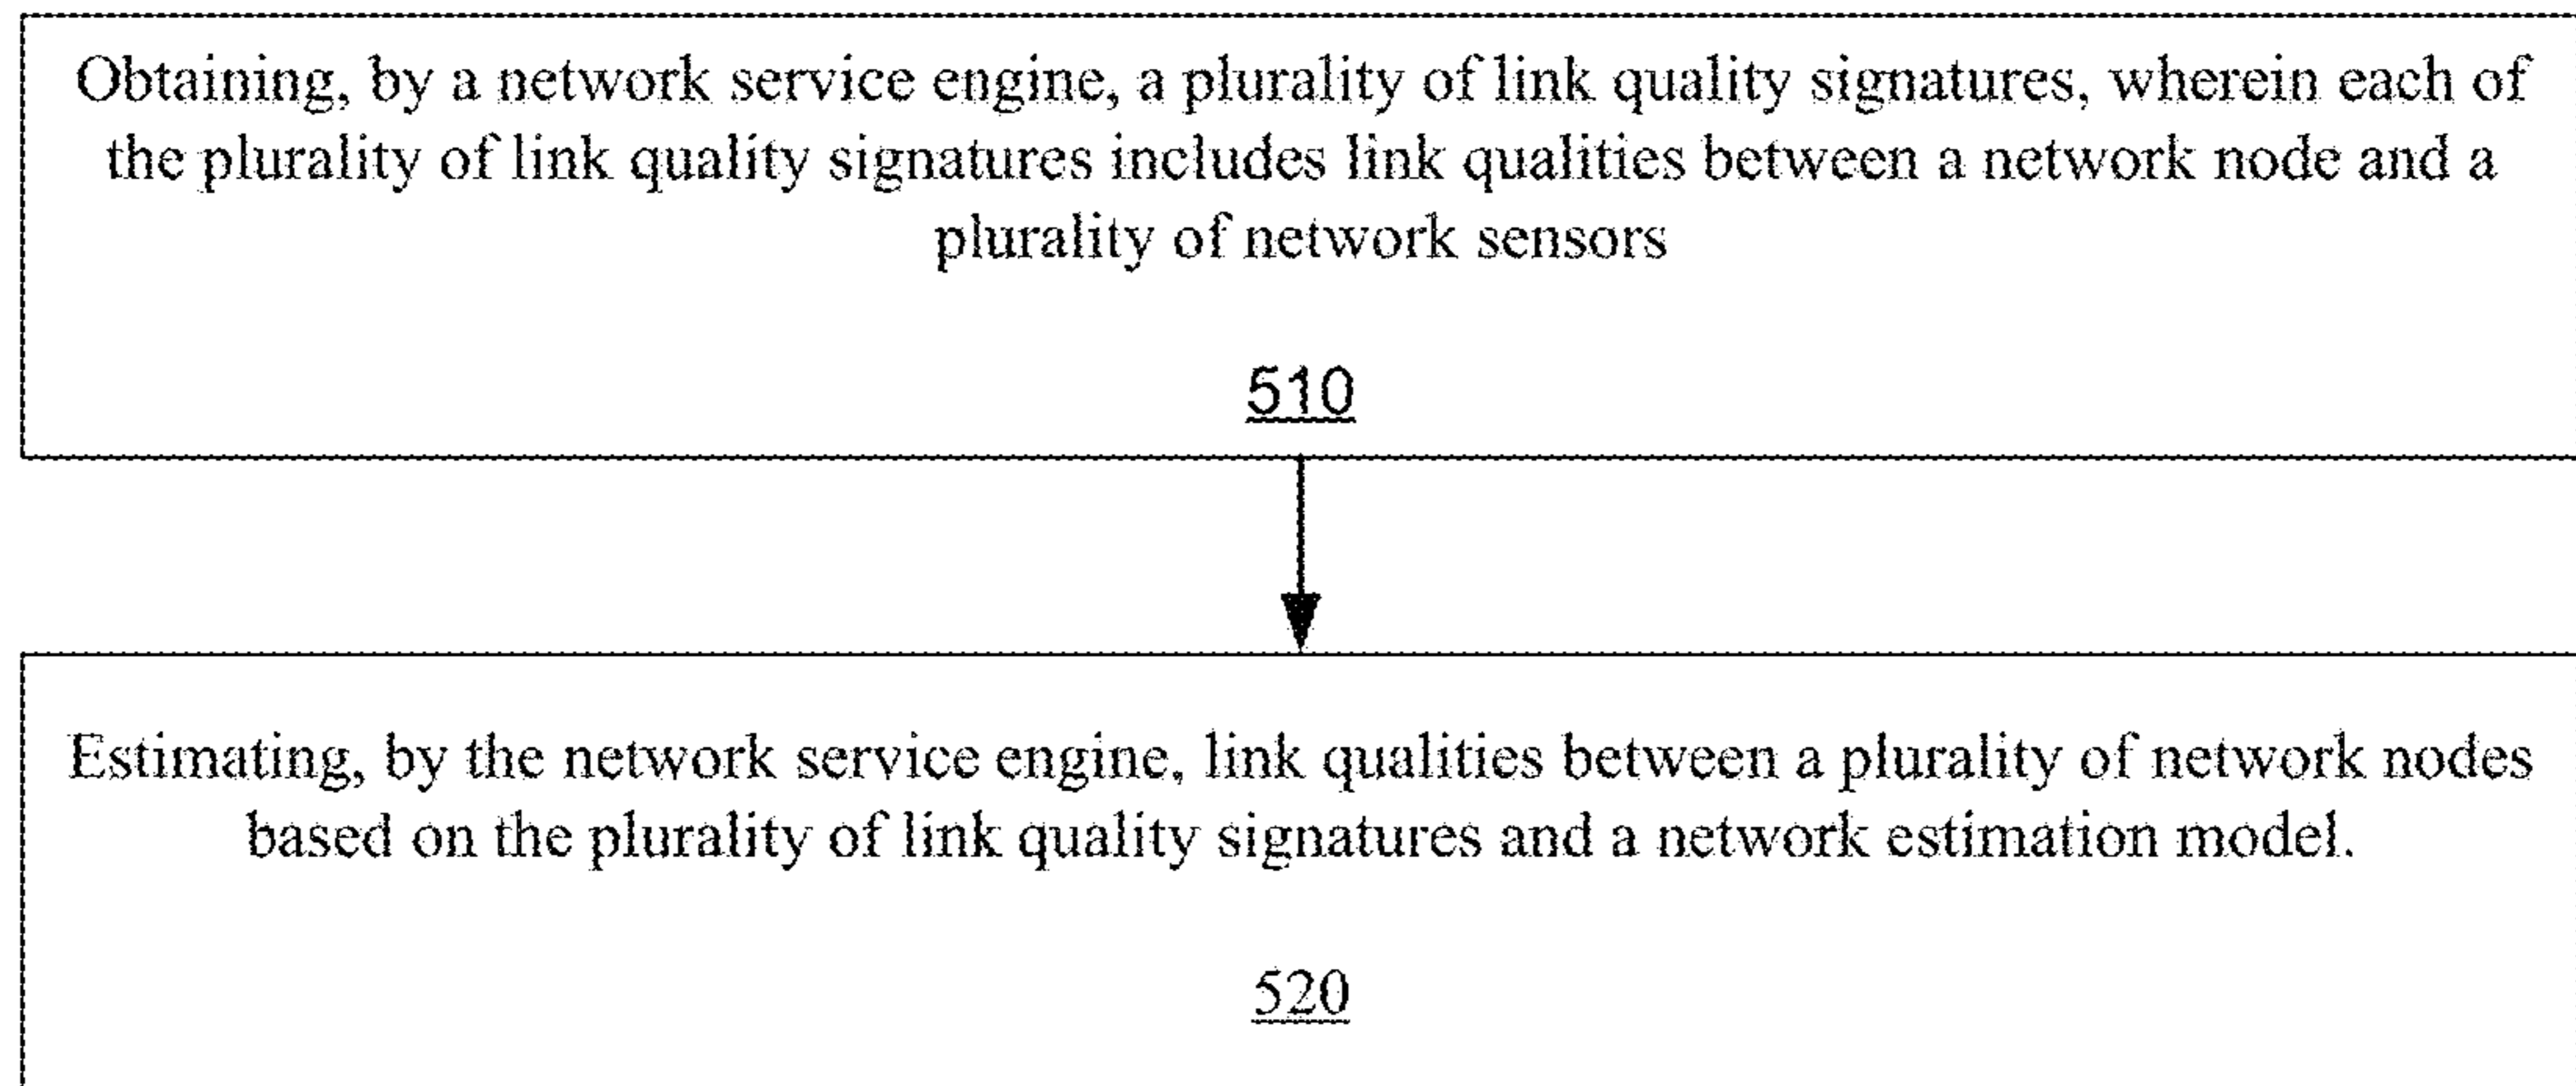 Obtaining, by a network service engine, a plurality of link quality signatures, wherein each of
the plurality of link quality signatures includes link qualities between a network node and a
plurality of network sensors
510
Estimating, by the network service engine, link qualities between a plurality of network nodes
based on the plurality of link quality signatures and a network estimation model.
520